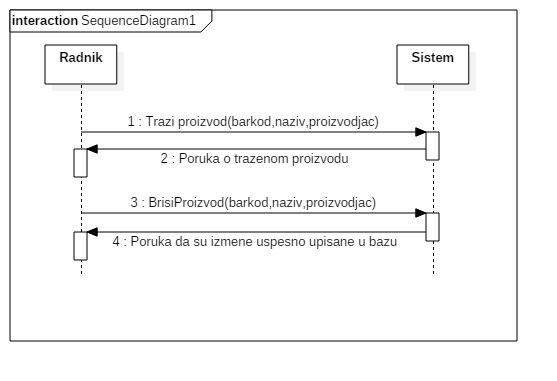 interaction SequenceDiagram1
Radnik
Sistem
1 : Trazi proizvod(barkod,naziv,proizvodjac)
2 : Poruka o trazenom proizvodu
3 : BrisiProizvod(barkod,naziv,proizvodjac)
4 : Poruka da su izmene uspesno upisane u bazu